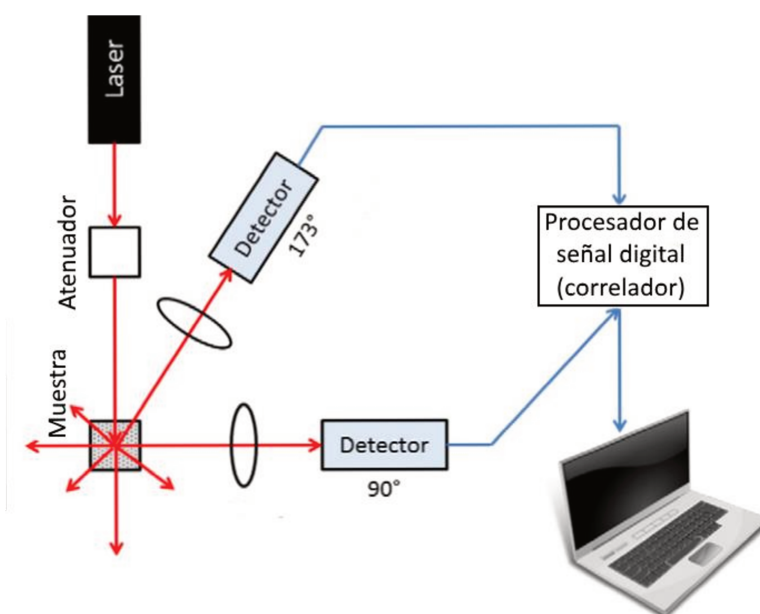 Laser
Atenuador
Muestra
Detector
173°
Detector
90°
Procesador de
señal digital
(correlador)